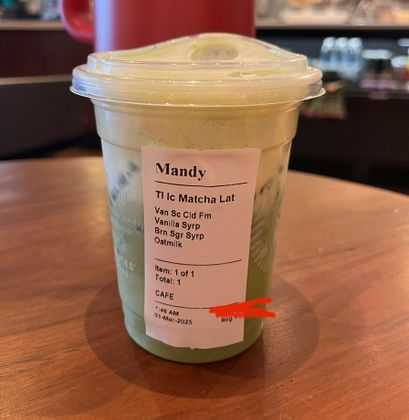 Mandy
Tl Ic Matcha Lat
Van Sc Cld Fm
Vanilla Syrp
Brn Sgr Syrp
Oatmilk
Item: 1 of 1
Total: 1
CAFE
:46 AM
01-Mar-2025
Reg